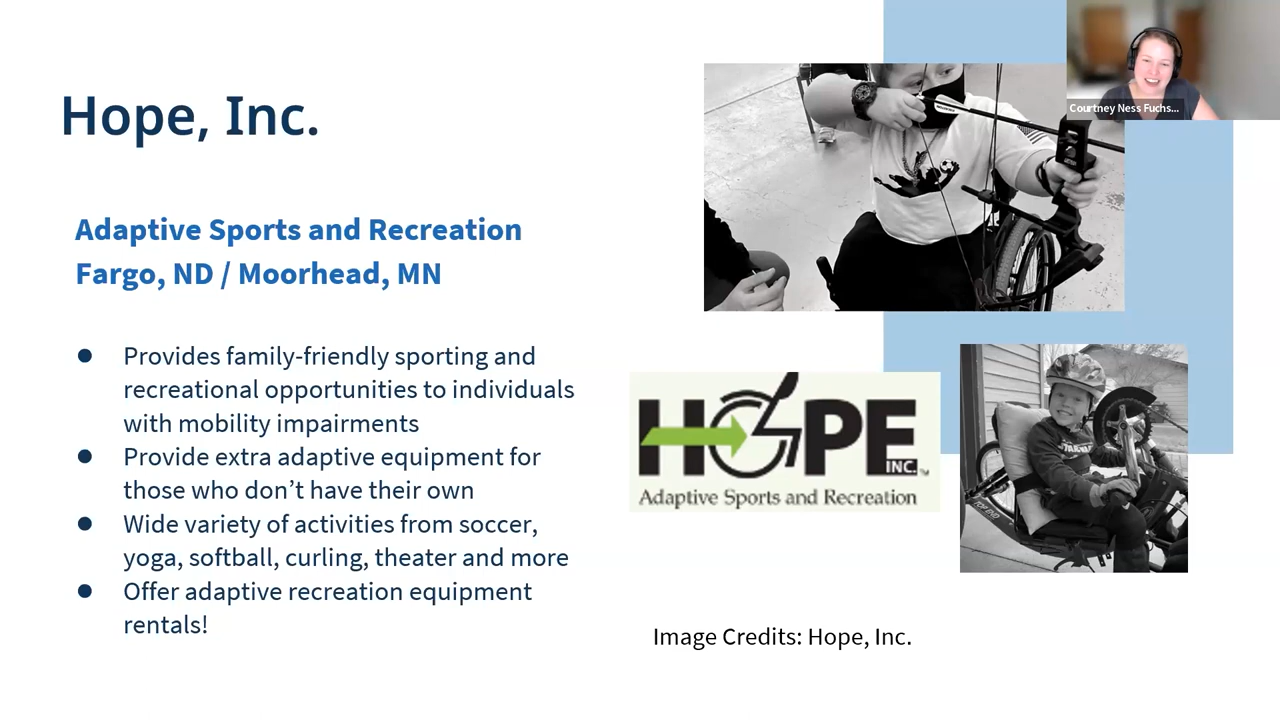 Hope, Inc.
Adaptive Sports and Recreation
Fargo, ND / Moorhead, MN
● Provides family-friendly sporting and
recreational opportunities to individuals
with mobility impairments
● Provide extra adaptive equipment for
those who don’t have their own
● Wide variety of activities from soccer,
yoga, softball, curling, theater and more
● Offer adaptive recreation equipment
rentals!
Courtney Ness Fuchs...
HOPE
INC.™
Adaptive Sports and Recreation
TOP END
Image Credits: Hope, Inc.